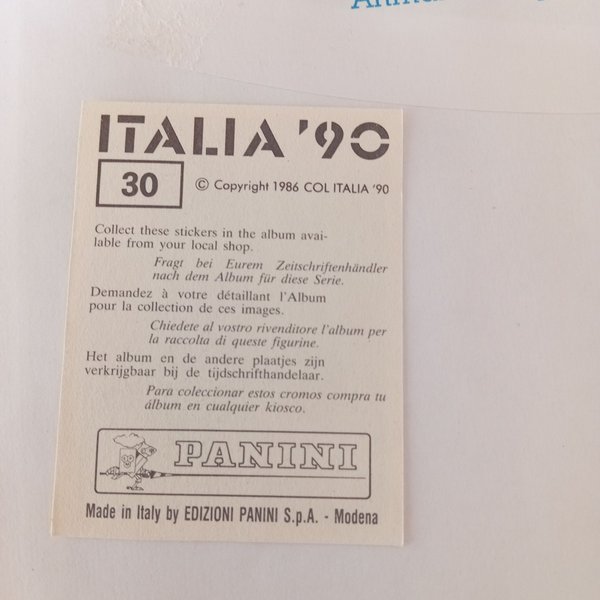 ITALIA '90
30
© Copyright 1986 COL ITALIA '90
Collect these stickers in the album avai-
lable from your local shop.
Fragt bei Eurem Zeitschriftenhändler
nach dem Album für diese Serie.
Demandez à votre détaillant l'Album
pour la collection de ces images.
Chiedete al vostro rivenditore l'album per
la raccolta di queste figurine.
Het album en de andere plaatjes zijn
verkrijgbaar bij de tijdschrifthandelaar.
Para coleccionar estos cromos compra tu
álbum en cualquier kiosco.
PANINI
Made in Italy by EDIZIONI PANINI S.p.A. - Modena